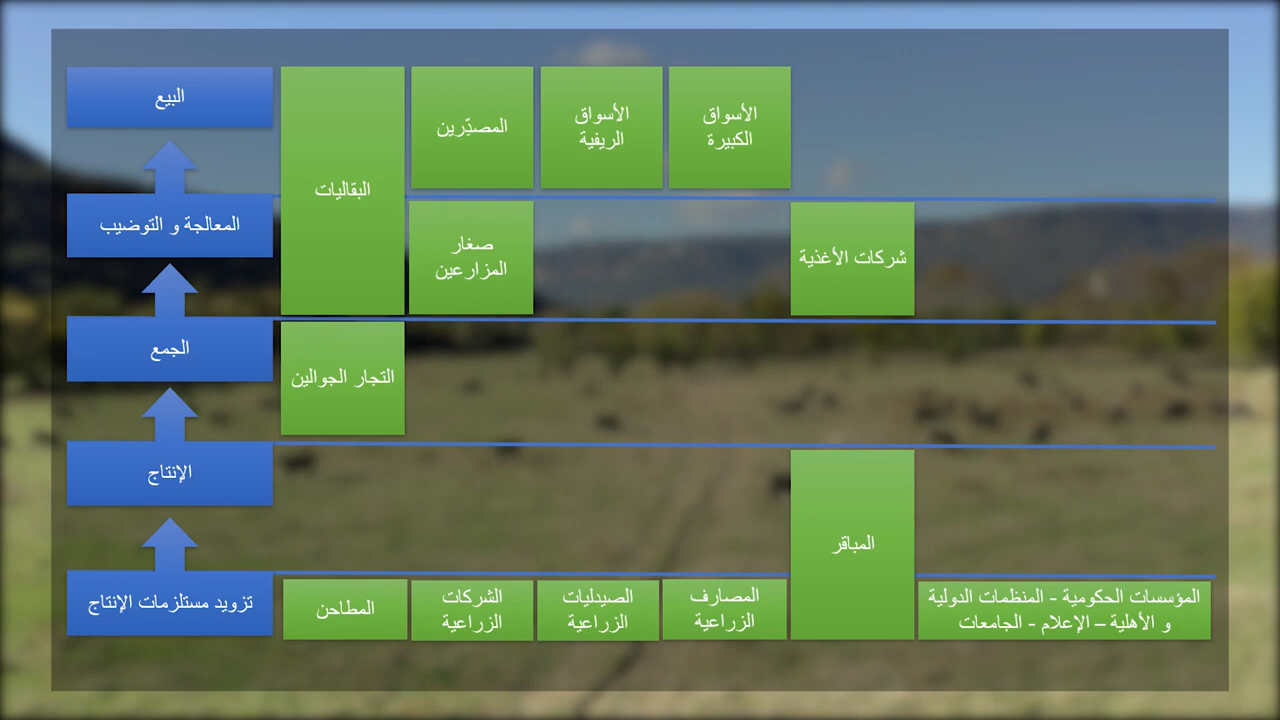 البيع
البقاليات
المصدِّرين
الأسواق
الريفية
الأسواق
الكبيرة
المعالجة و التوضيب
صغار
المزارعين
شركات الأغذية
الجمع
التجار الجوالين
الإنتاج
المباقر
تزويد مستلزمات الإنتاج
المطاحن
الشركات
الزراعية
الصيدليات
الزراعية
المصارف
الزراعية
المؤسسات الحكومية - المنظمات الدولية
و الأهلية – الإعلام - الجامعات